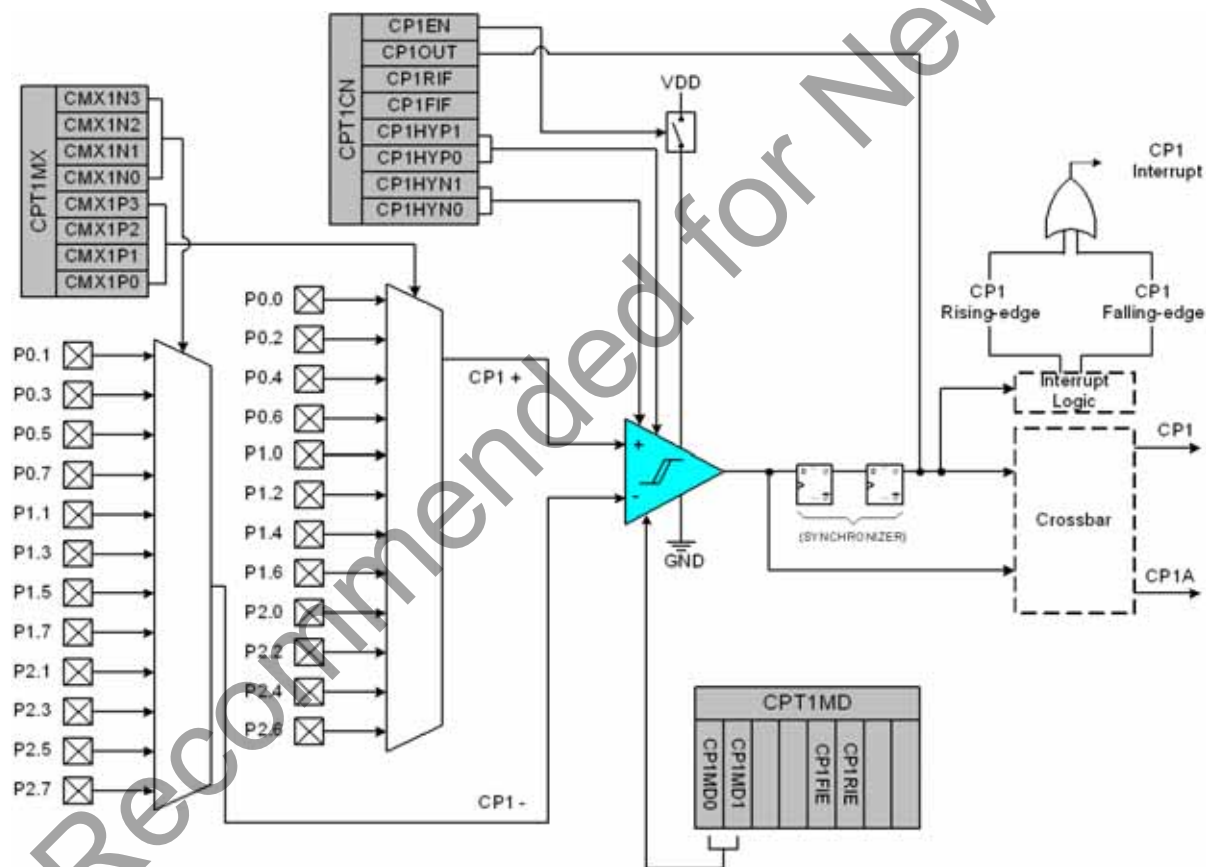 CPT1CN
CP1EN
CP1OUT
CP1RIF
CP1FIF
CP1HYP1
CP1HYP0
CP1HYN1
CP1HYN0
CPT1MX
CMX1N3
CMX1N2
CMX1N1
CMX1N0
CMX1P3
CMX1P2
CMX1P1
CMX1P0
VDD
CP1
Interrupt
CP1
Rising-edge
CP1
Falling-edge
Interrupt
Logic
P0.0
P0.2
P0.4
P0.6
P1.0
P1.2
P1.4
P1.6
P2.0
P2.2
P2.4
P2.6
P0.1
P0.3
P0.5
P0.7
P1.1
P1.3
P1.5
P1.7
P2.1
P2.3
P2.5
P2.7
CP1 +
CP1 -
+
-
GND
(SYNCHRONIZER)
Crossbar
CP1
CP1A
CPT1MD
CP1MD0
CP1MD1
CP1FIE
CP1RIE
Recommended for New